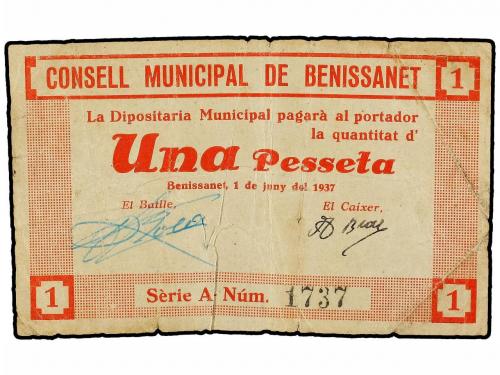 CONSELL MUNICIPAL DE BENISSANET 1
La Dipositaria Municipal pagarà al portador
la quantitat d'
Una Pesseta
Benissanet, 1 de juny del 1937
El Batlle, El Caixer,
1 Sèrie A - Núm. 1737 1